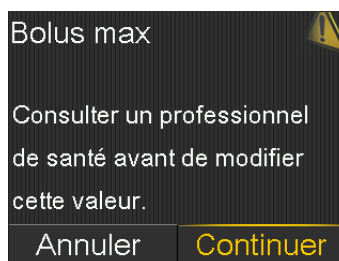 Bolus max
Consulter un professionnel
de santé avant de modifier
cette valeur.
Annuler Continuer